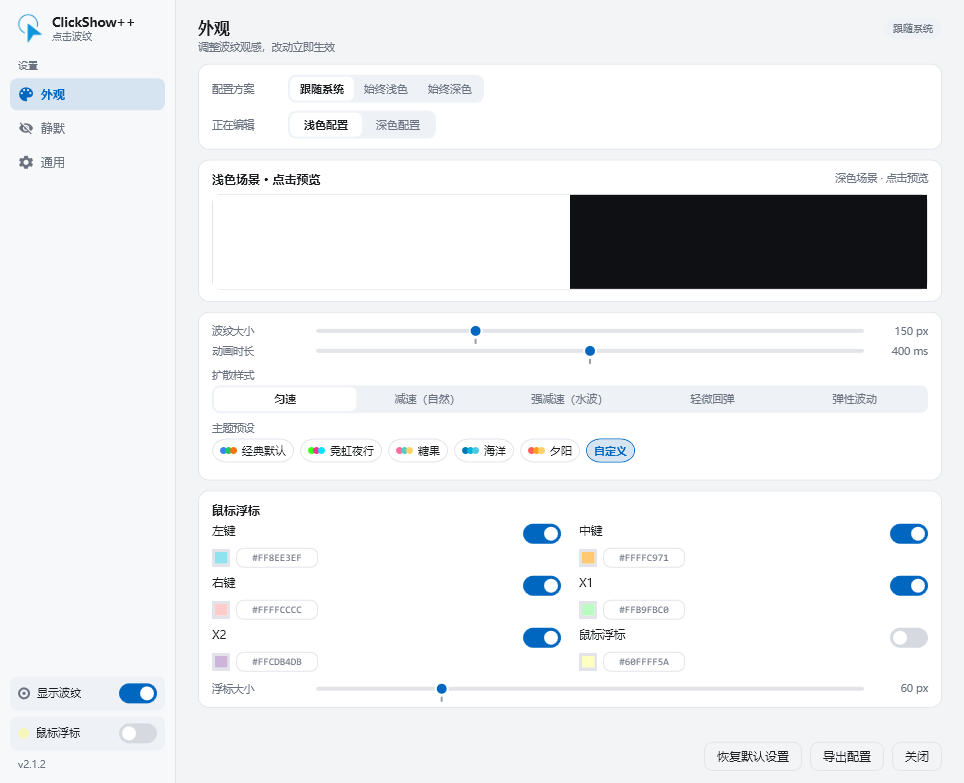 ClickShow++
点击波纹
设置
外观
静默
通用
显示波纹
鼠标浮标
v2.1.2
外观
调整波纹观感，改动立即生效
跟随系统
配置方案 跟随系统 始终浅色 始终深色
正在编辑 浅色配置 深色配置
浅色场景 • 点击预览
深色场景 · 点击预览
波纹大小 150 px
动画时长 400 ms
扩散样式
匀速 减速（自然） 强减速（水波） 轻微回弹 弹性波动
主题预设
经典默认 霓虹夜行 糖果 海洋 夕阳 自定义
鼠标浮标
左键 中键
#FF8EE3EF #FFFFC971
右键 X1
#FFFFCCCC #FFB9FBC0
X2 鼠标浮标
#FFCDB4DB #60FFFF5A
浮标大小 60 px
恢复默认设置 导出配置 关闭